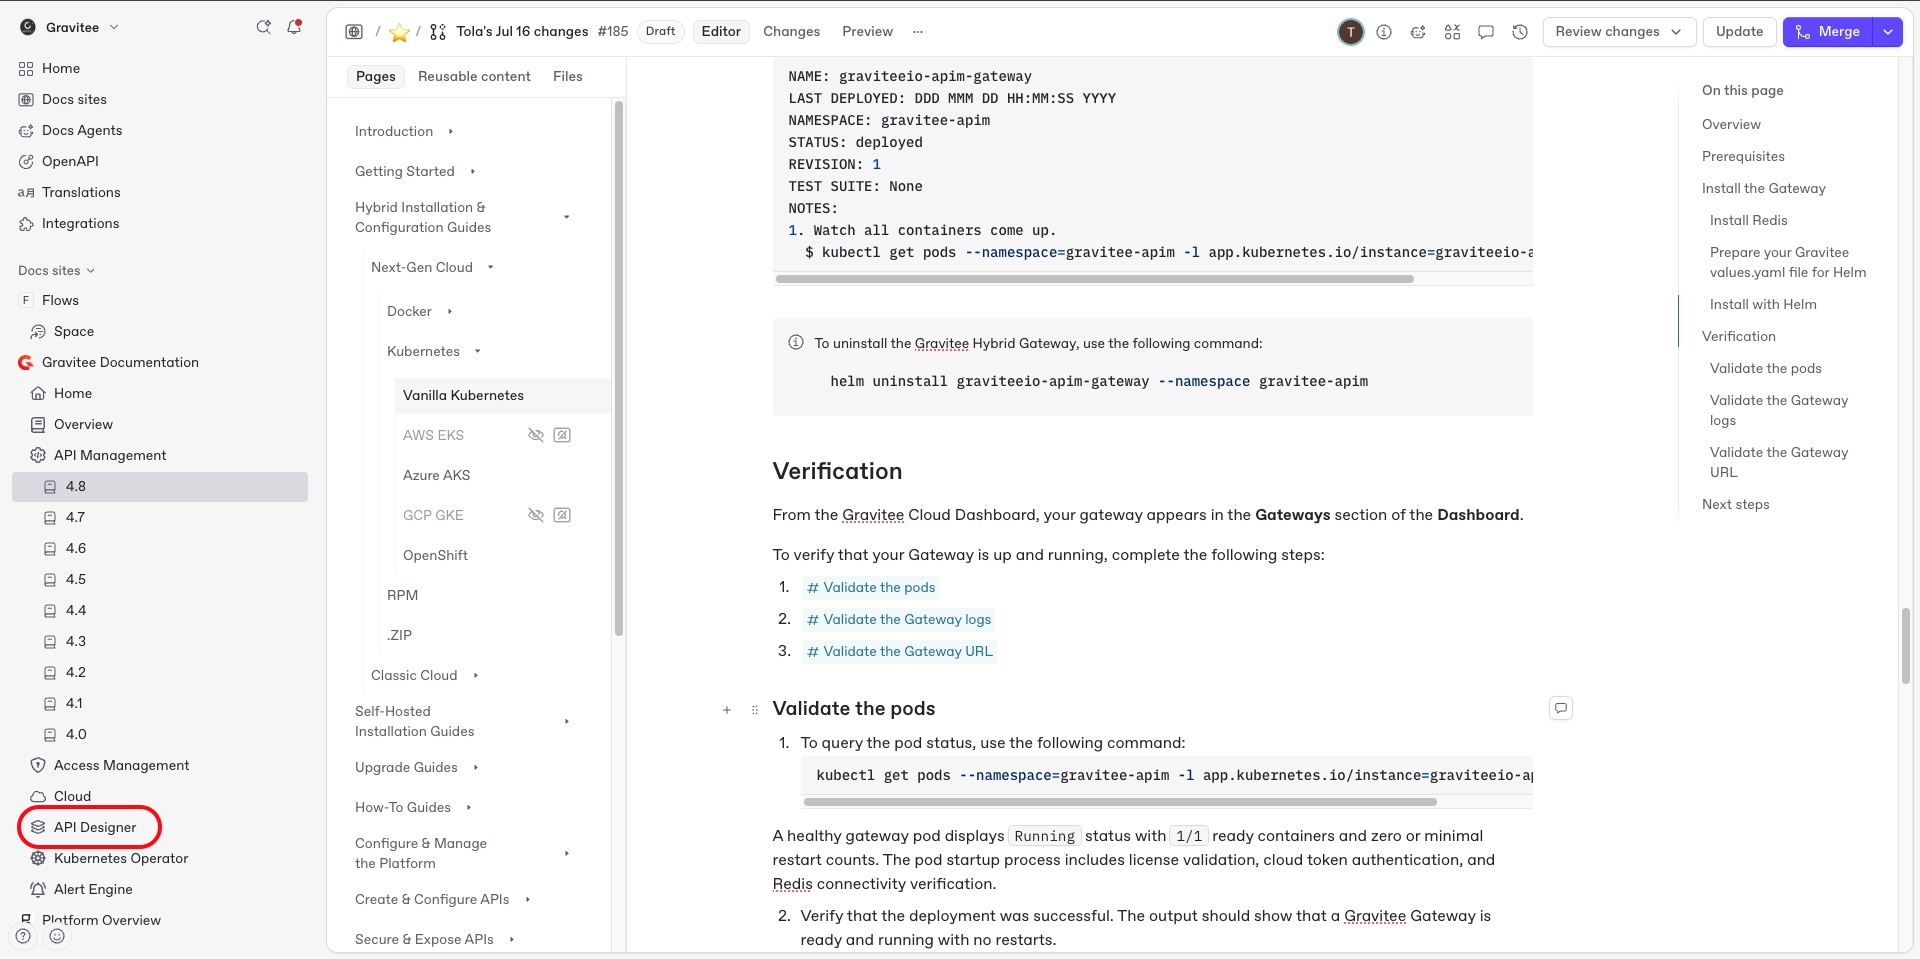 Gravitee
Home
Docs sites
Docs Agents
OpenAPI
Translations
Integrations
Docs sites
F Flows
Space
Gravitee Documentation
Home
Overview
API Management
4.8
4.7
4.6
4.5
4.4
4.3
4.2
4.1
4.0
Access Management
Cloud
API Designer
Kubernetes Operator
Alert Engine
Platform Overview
/ / Tola's Jul 16 changes #185 Draft Editor Changes Preview ···
T Review changes Update Merge
Pages Reusable content Files
Introduction
Getting Started
Hybrid Installation &
Configuration Guides
Next-Gen Cloud
Docker
Kubernetes
Vanilla Kubernetes
AWS EKS
Azure AKS
GCP GKE
OpenShift
RPM
.ZIP
Classic Cloud
Self-Hosted
Installation Guides
Upgrade Guides
How-To Guides
Configure & Manage
the Platform
Create & Configure APIs
Secure & Expose APIs
NAME: graviteeio-apim-gateway
LAST DEPLOYED: DDD MMM DD HH:MM:SS YYYY
NAMESPACE: gravitee-apim
STATUS: deployed
REVISION: 1
TEST SUITE: None
NOTES:
1. Watch all containers come up.
$ kubectl get pods --namespace=gravitee-apim -l app.kubernetes.io/instance=graviteeio-a
To uninstall the Gravitee Hybrid Gateway, use the following command:
helm uninstall graviteeio-apim-gateway --namespace gravitee-apim
Verification
From the Gravitee Cloud Dashboard, your gateway appears in the Gateways section of the Dashboard.
To verify that your Gateway is up and running, complete the following steps:
1. # Validate the pods
2. # Validate the Gateway logs
3. # Validate the Gateway URL
Validate the pods
1. To query the pod status, use the following command:
kubectl get pods --namespace=gravitee-apim -l app.kubernetes.io/instance=graviteeio-ap
A healthy gateway pod displays Running status with 1/1 ready containers and zero or minimal
restart counts. The pod startup process includes license validation, cloud token authentication, and
Redis connectivity verification.
2. Verify that the deployment was successful. The output should show that a Gravitee Gateway is
ready and running with no restarts.
On this page
Overview
Prerequisites
Install the Gateway
Install Redis
Prepare your Gravitee
values.yaml file for Helm
Install with Helm
Verification
Validate the pods
Validate the Gateway
logs
Validate the Gateway
URL
Next steps